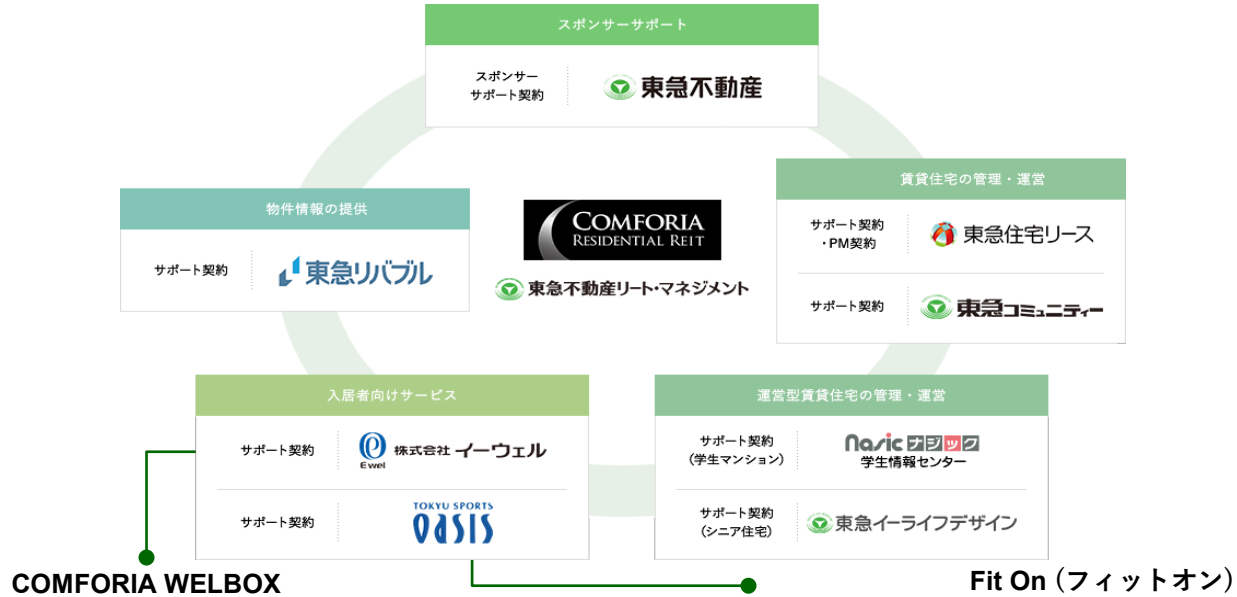 スポンサーサポート
スポンサー
サポート契約
東急不動産
物件情報の提供
サポート契約
東急リバブル
COMFORIA
RESIDENTIAL REIT
東急不動産リート・マネジメント
賃貸住宅の管理・運営
サポート契約
・PM契約
東急住宅リース
サポート契約
東急コミュニティー
入居者向けサービス
サポート契約
Ewel
株式会社 イーウェル
サポート契約
TOKYU SPORTS
OASIS
運営型賃貸住宅の管理・運営
サポート契約
(学生マンション)
Nasic ナジック
学生情報センター
サポート契約
(シニア住宅)
東急イーライフデザイン
COMFORIA WELBOX
Fit On (フィットオン)